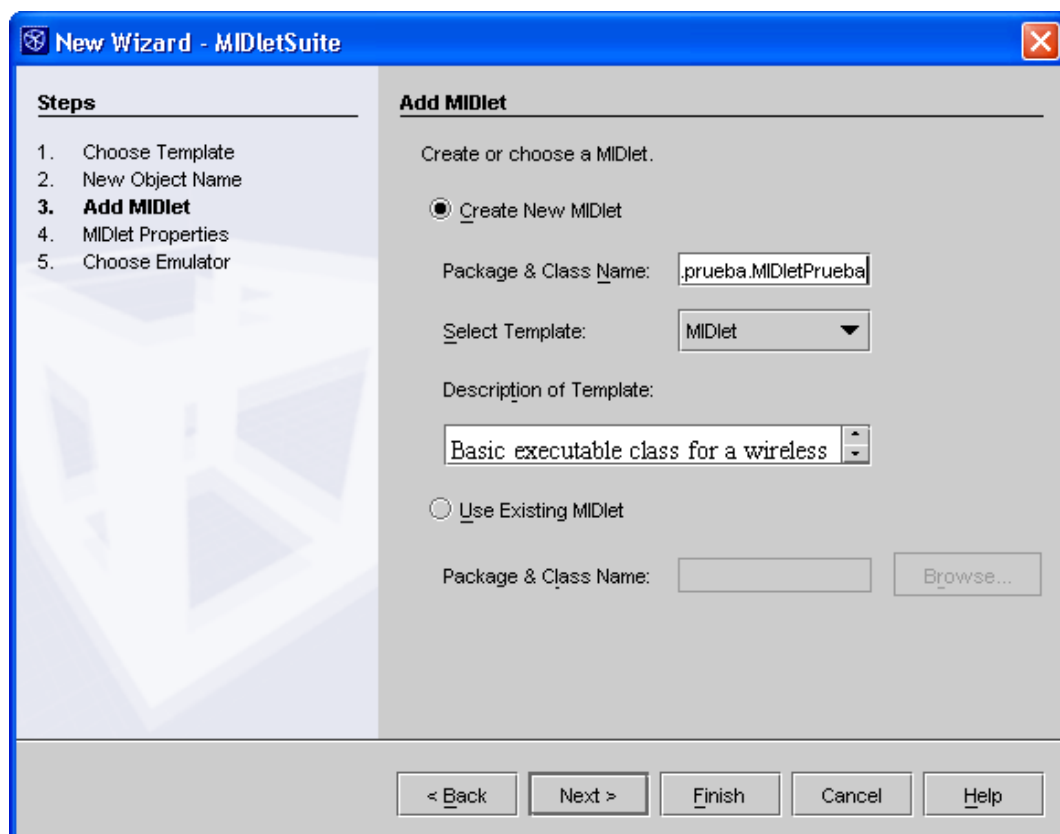 New Wizard - MIDletSuite
Steps
1. Choose Template
2. New Object Name
3. Add MIDlet
4. MIDlet Properties
5. Choose Emulator
Add MIDlet
Create or choose a MIDlet.
Create New MIDlet
Package & Class Name: .prueba.MIDletPrueba
Select Template: MIDlet
Description of Template:
Basic executable class for a wireless
Use Existing MIDlet
Package & Class Name: Browse...
< Back Next > Finish Cancel Help